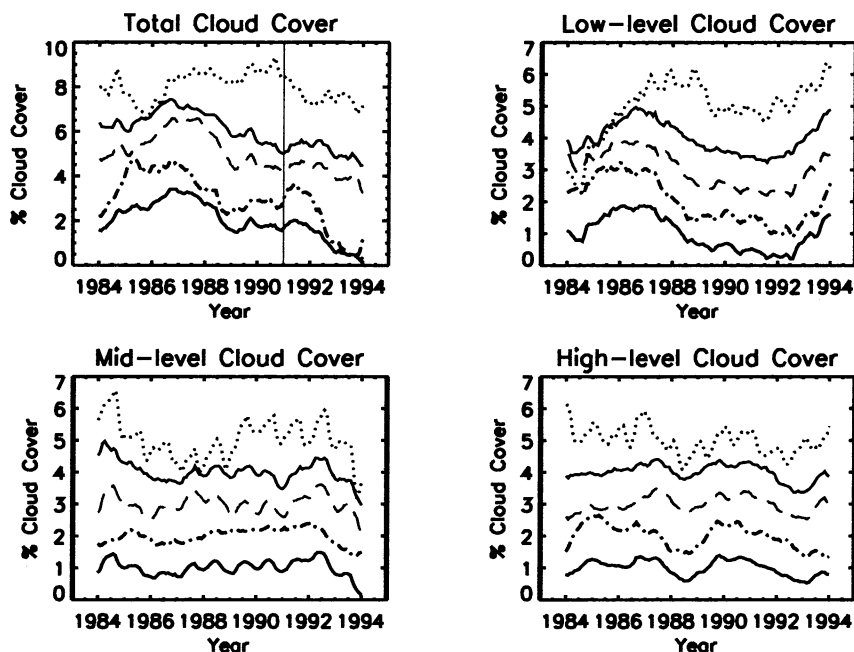 Total Cloud Cover
% Cloud Cover
10
8
6
4
2
0
1984 1986 1988 1990 1992 1994
Year
Low-level Cloud Cover
% Cloud Cover
7
6
5
4
3
2
1
0
1984 1986 1988 1990 1992 1994
Year
Mid-level Cloud Cover
% Cloud Cover
7
6
5
4
3
2
1
0
1984 1986 1988 1990 1992 1994
Year
High-level Cloud Cover
% Cloud Cover
7
6
5
4
3
2
1
0
1984 1986 1988 1990 1992 1994
Year